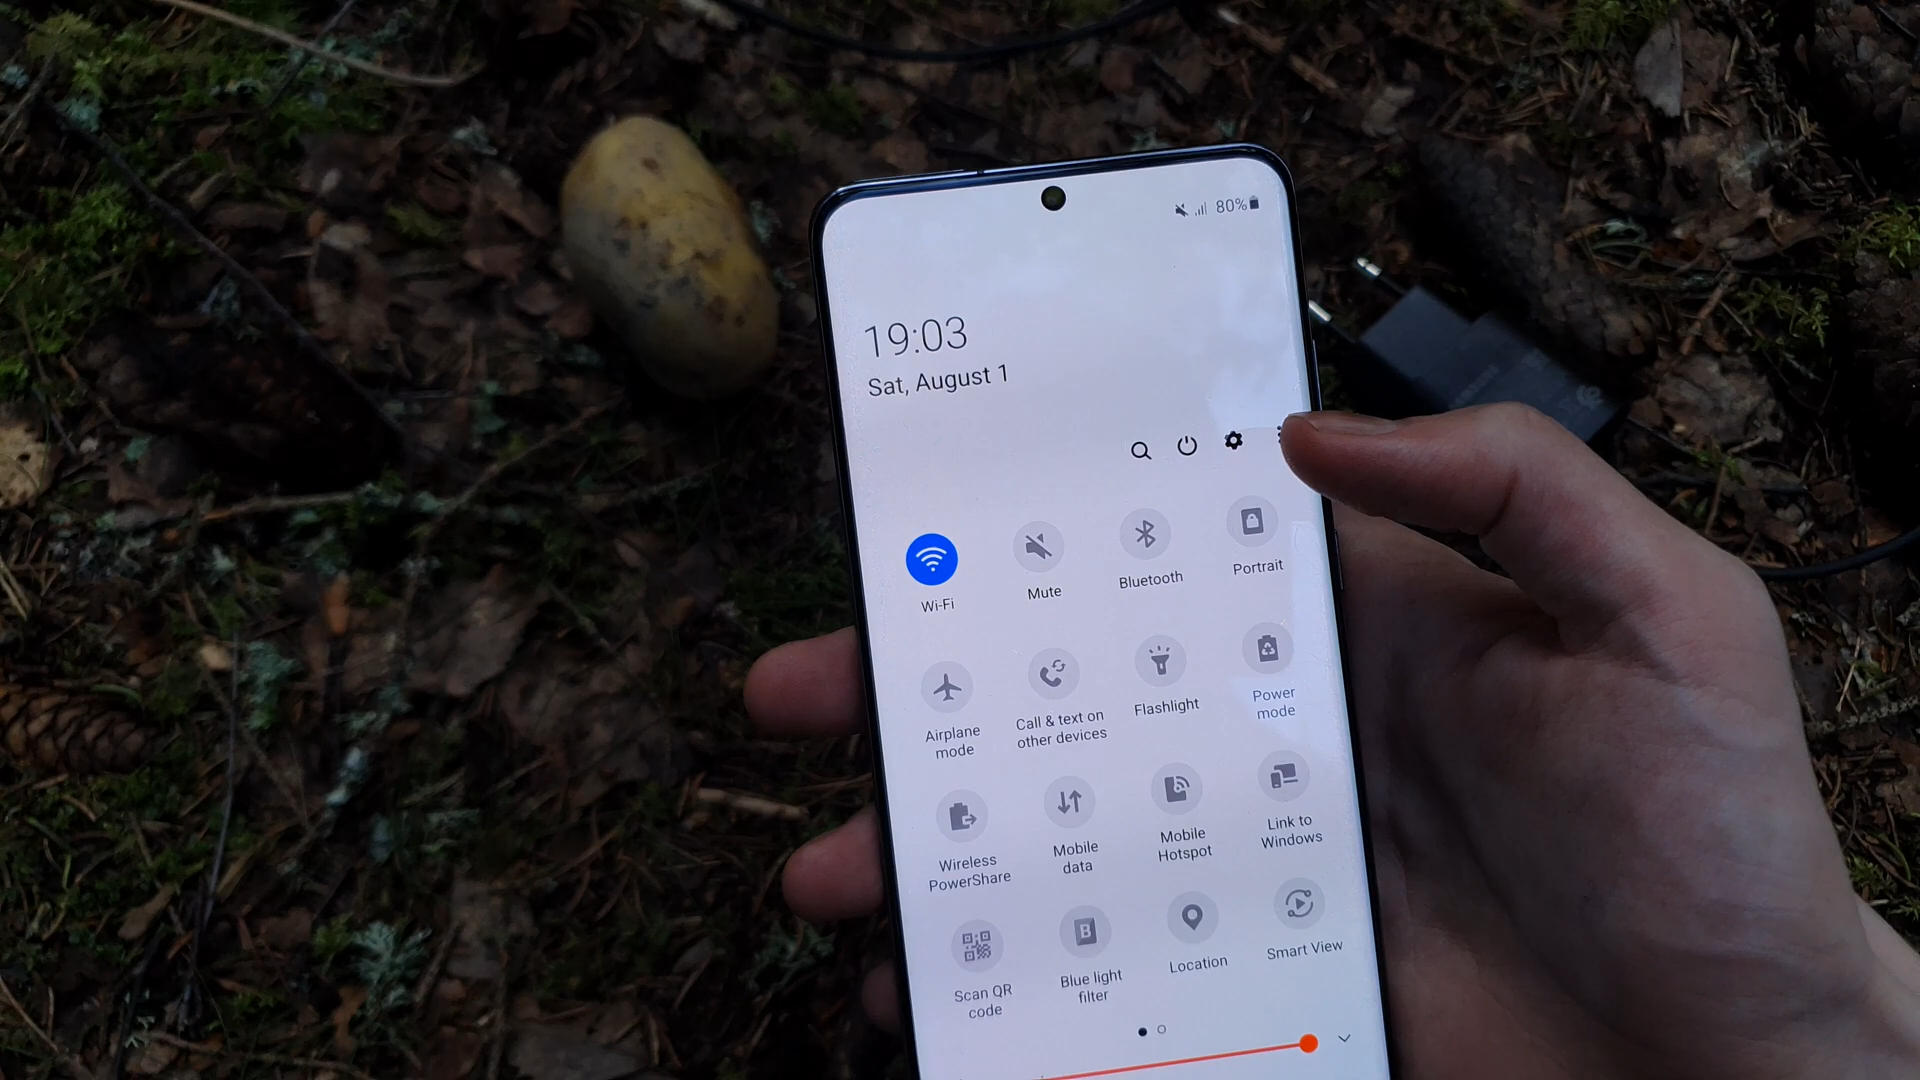 80%
19:03
Sat, August 1
Wi-Fi
Mute
Bluetooth
Portrait
Airplane
mode
Call & text on
other devices
Flashlight
Power
mode
Wireless
PowerShare
Mobile
data
Mobile
Hotspot
Link to
Windows
Scan QR
code
B
Blue light
filter
Location
Smart View
SAMSUNG